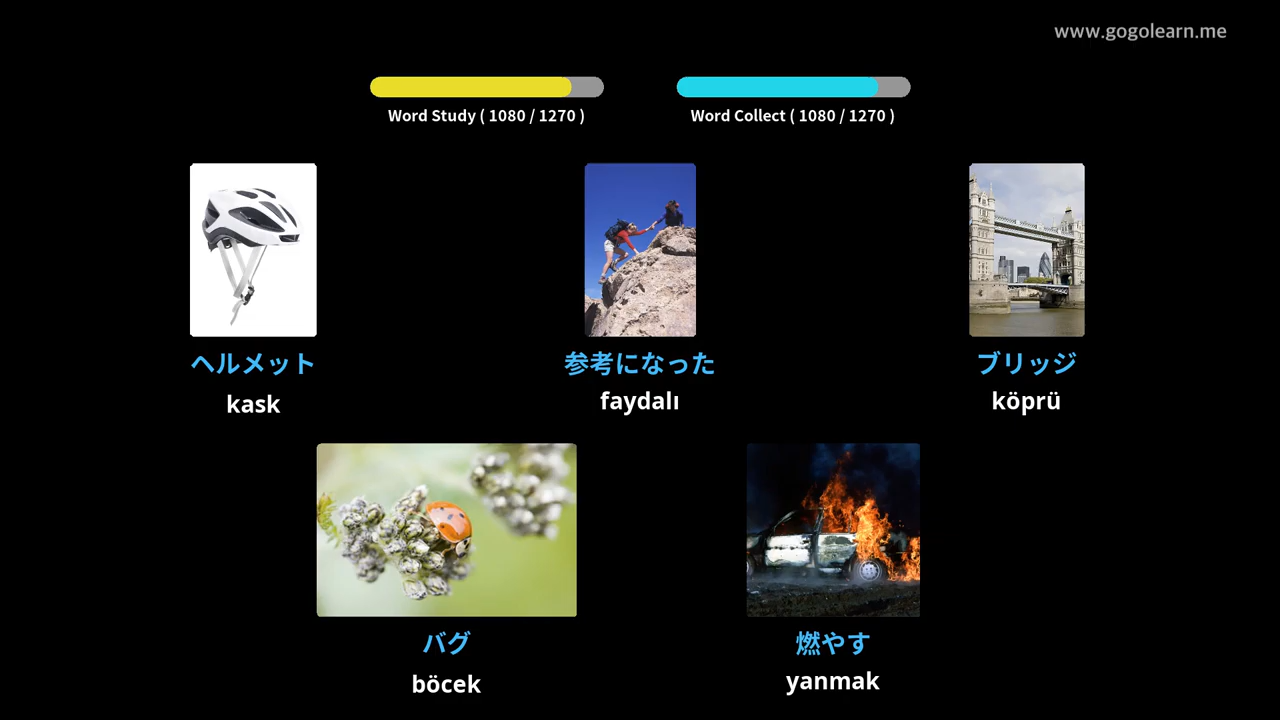 www.gogolearn.me
Word Study ( 1080 / 1270 )
Word Collect ( 1080 / 1270 )
ヘルメット
kask
参考になった
faydalı
ブリッジ
köprü
バグ
böcek
燃やす
yanmak